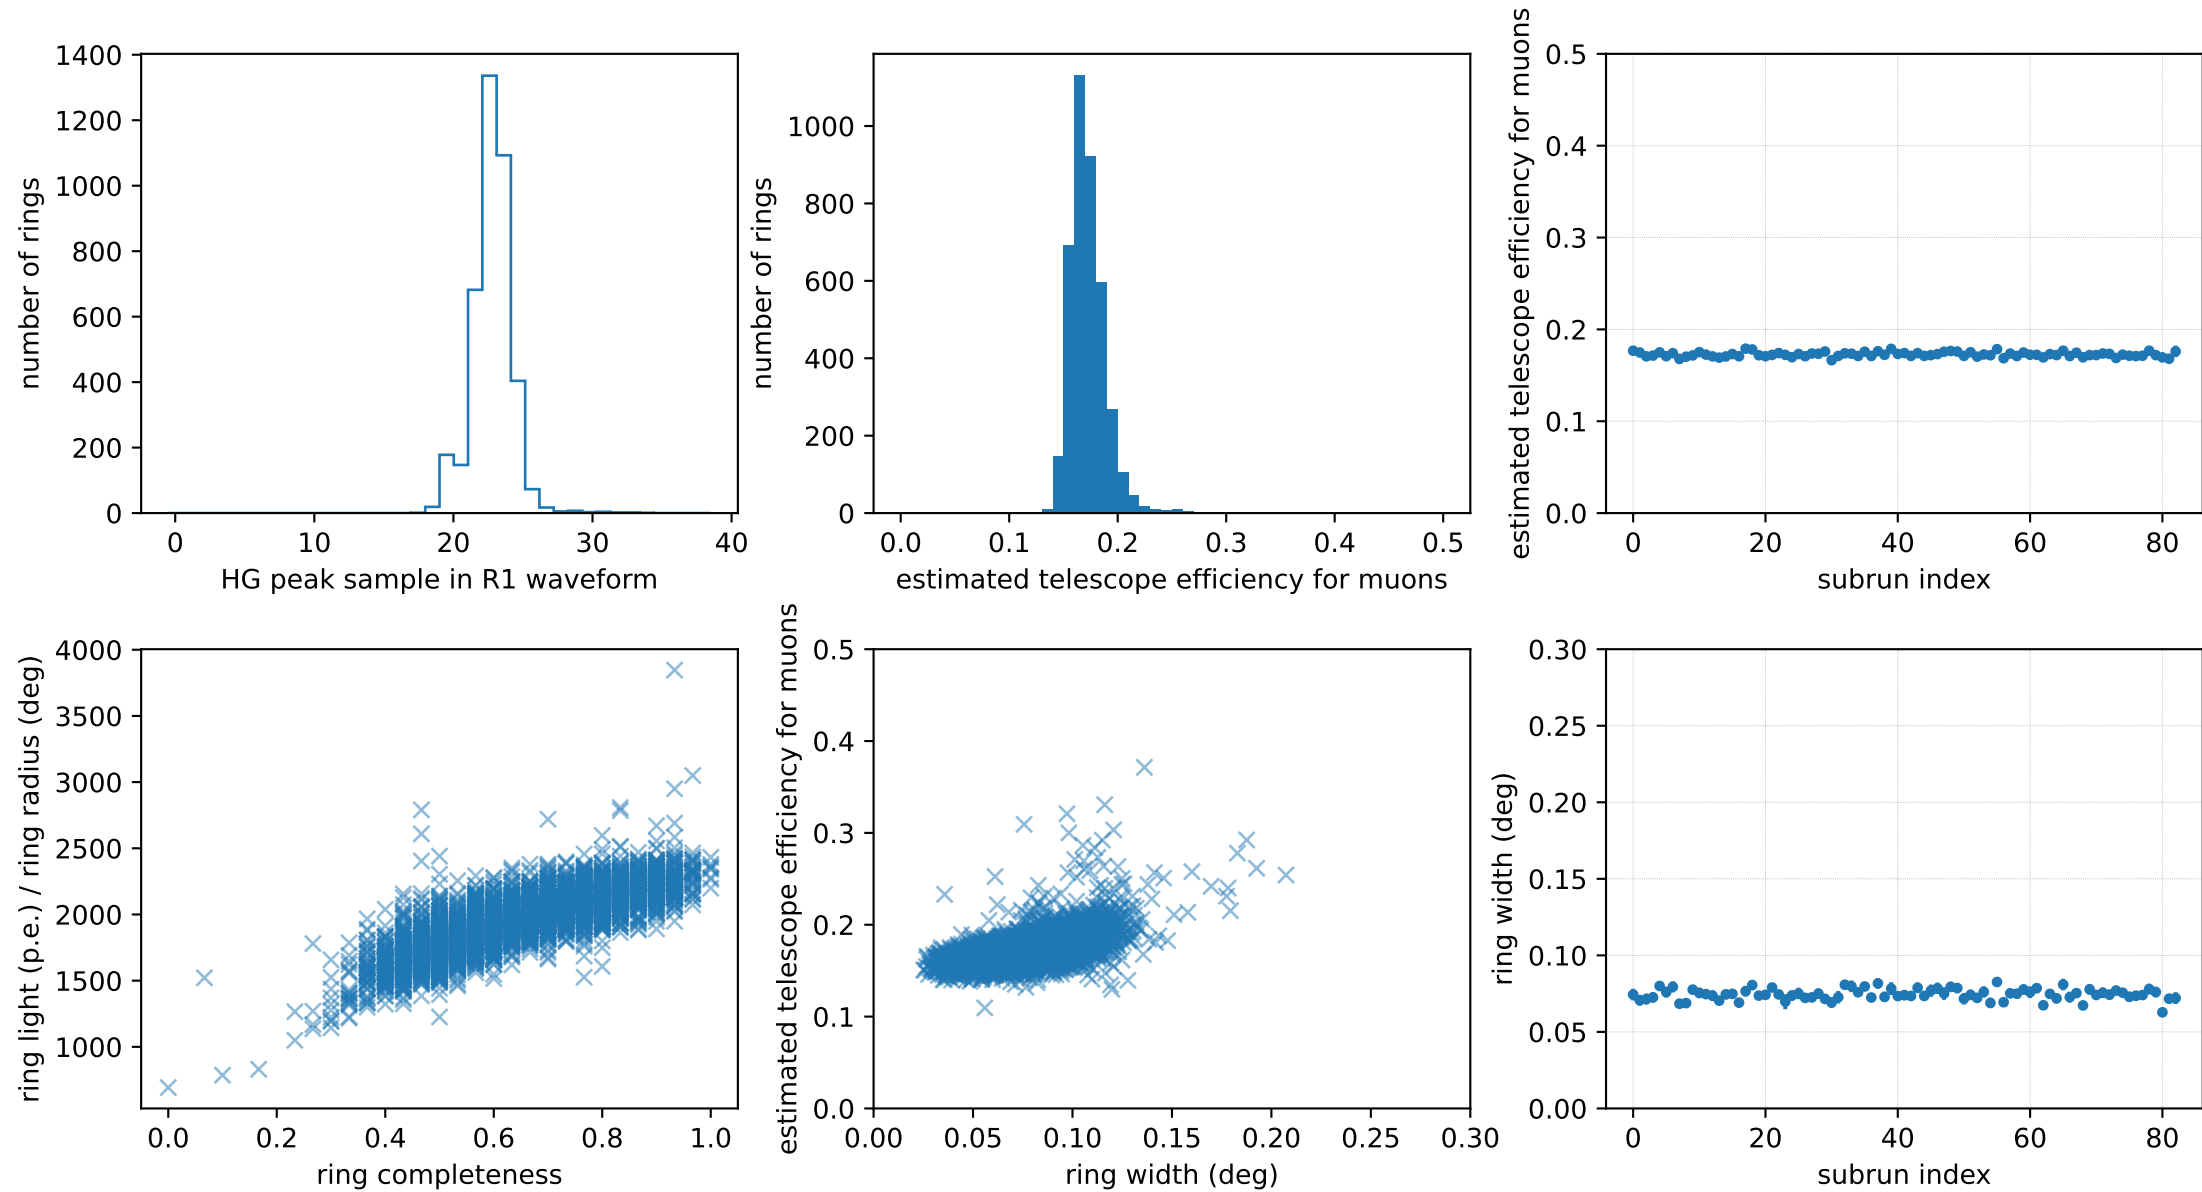 1400
1200
1000
800
600
400
200
0
number of rings
0 10 20 30 40
HG peak sample in R1 waveform
1000
800
600
400
200
0
number of rings
0.0 0.1 0.2 0.3 0.4 0.5
estimated telescope efficiency for muons
0.5
0.4
0.3
0.2
0.1
0.0
estimated telescope efficiency for muons
0 20 40 60 80
subrun index
4000
3500
3000
2500
2000
1500
1000
ring light (p.e.) / ring radius (deg)
0.0 0.2 0.4 0.6 0.8 1.0
ring completeness
0.5
0.4
0.3
0.2
0.1
0.0
estimated telescope efficiency for muons
0.00 0.05 0.10 0.15 0.20 0.25 0.30
ring width (deg)
0.30
0.25
0.20
0.15
0.10
0.05
0.00
ring width (deg)
0 20 40 60 80
subrun index